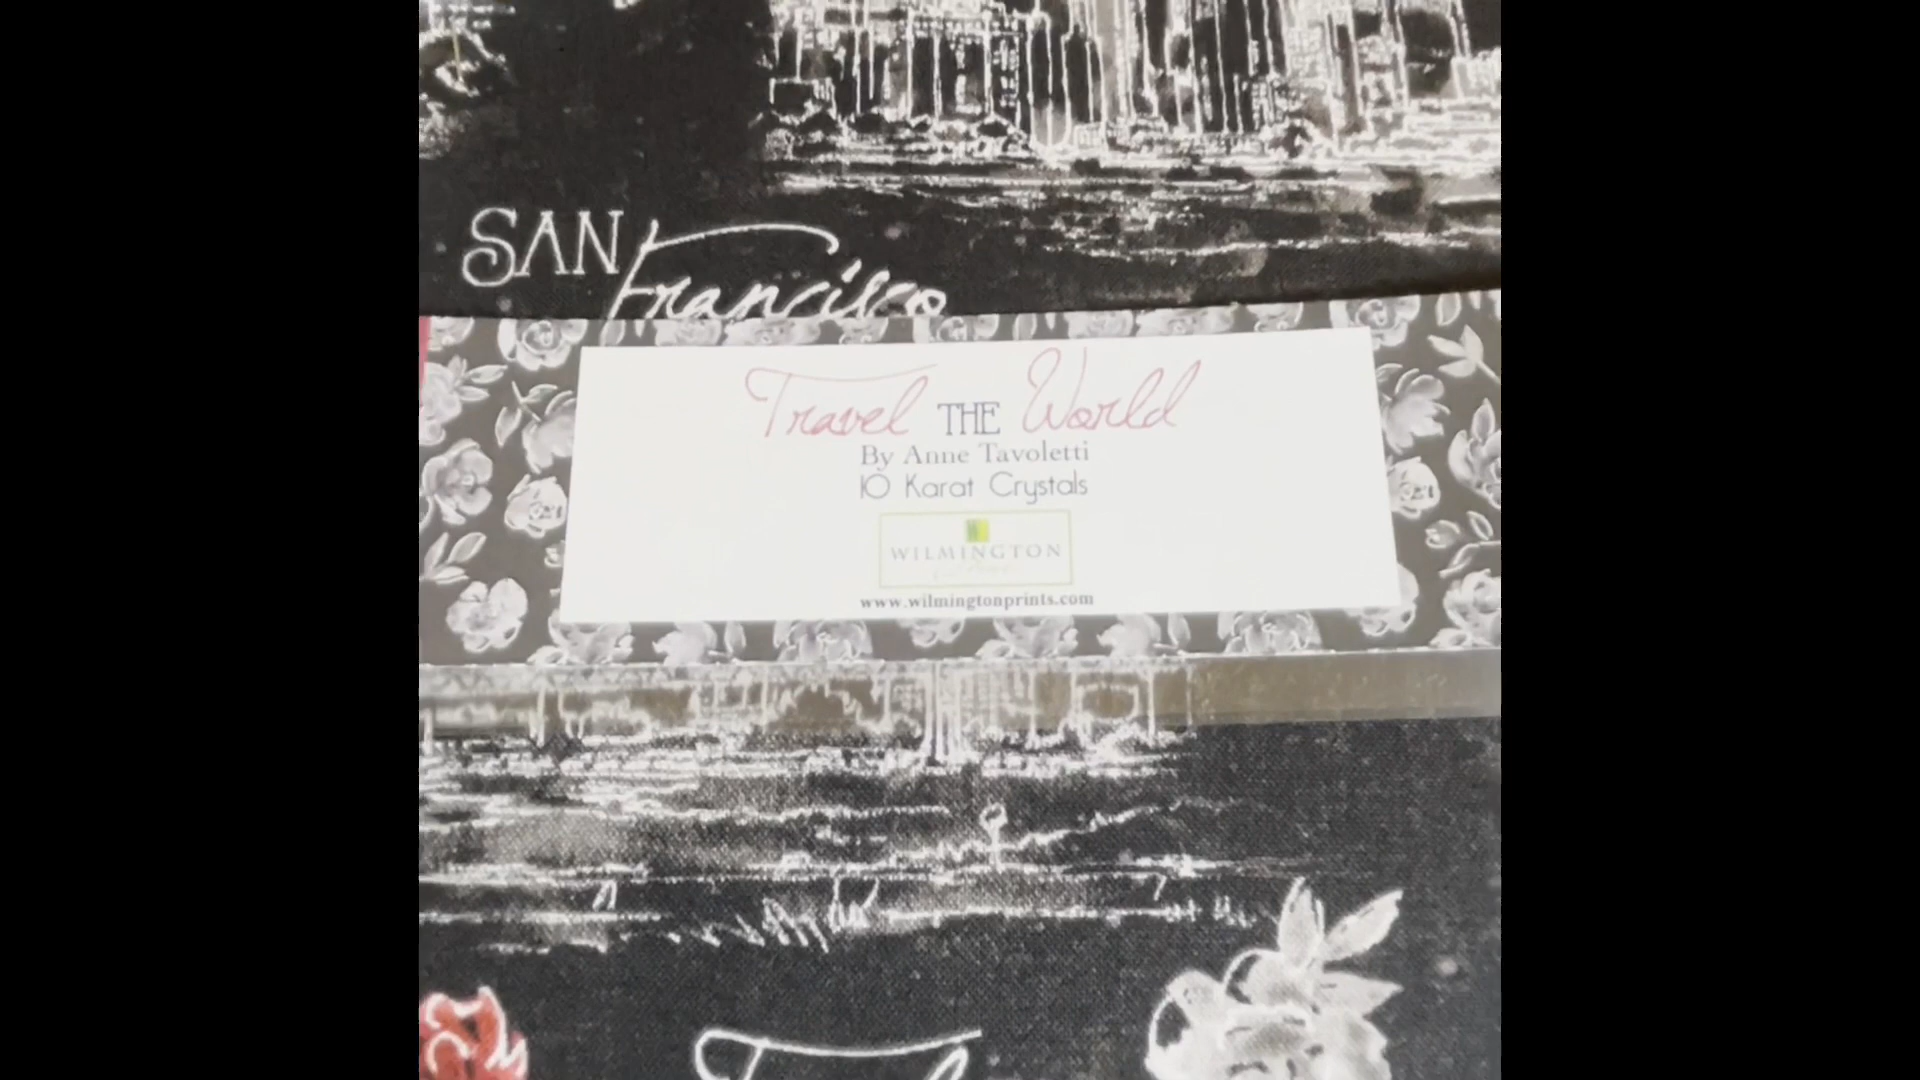 SAN Francisco
Travel THE World
By Anne Tavoletti
10 Karat Crystals
WILMINGTON
www.wilmingtonprints.com